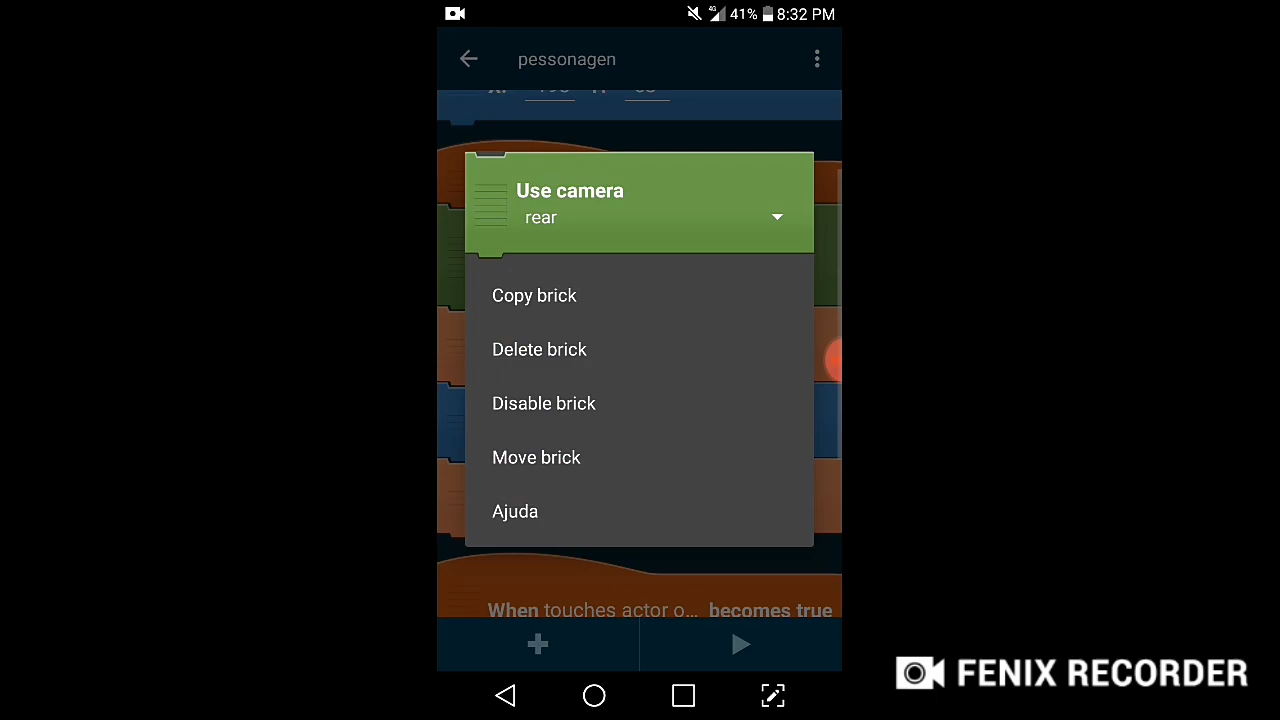 4G 41% 8:32 PM
pessonagen
Use camera
rear
Copy brick
Delete brick
Disable brick
Move brick
Ajuda
When touches actor o... becomes true
FENIX RECORDER